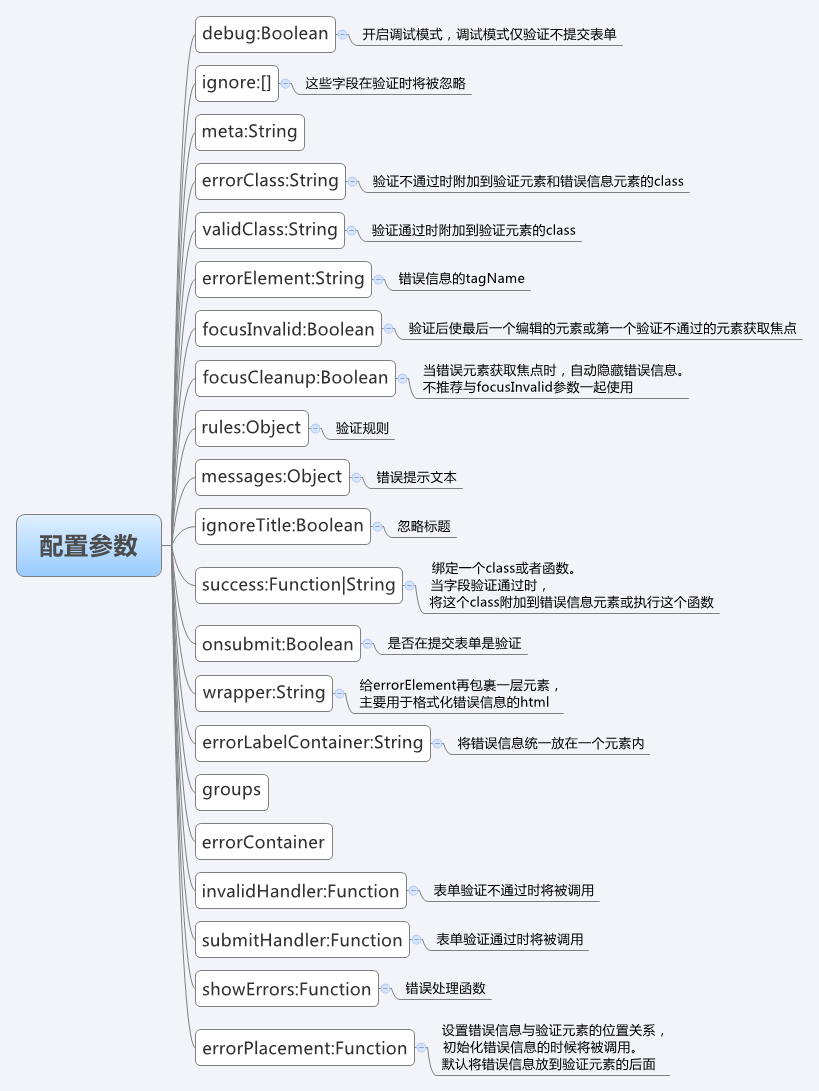 debug:Boolean
开启调试模式，调试模式仅验证不提交表单
ignore:[]
这些字段在验证时将被忽略
meta:String
errorClass:String
验证不通过时附加到验证元素和错误信息元素的class
validClass:String
验证通过时附加到验证元素的class
errorElement:String
错误信息的tagName
focusInvalid:Boolean
验证后使最后一个编辑的元素或第一个验证不通过的元素获取焦点
focusCleanup:Boolean
当错误元素获取焦点时，自动隐藏错误信息。
不推荐与focusInvalid参数一起使用
rules:Object
验证规则
messages:Object
错误提示文本
配置参数
ignoreTitle:Boolean
忽略标题
success:Function|String
绑定一个class或者函数。
当字段验证通过时，
将这个class附加到错误信息元素或执行这个函数
onsubmit:Boolean
是否在提交表单是验证
wrapper:String
给errorElement再包裹一层元素，
主要用于格式化错误信息的html
errorLabelContainer:String
将错误信息统一放在一个元素内
groups
errorContainer
invalidHandler:Function
表单验证不通过时将被调用
submitHandler:Function
表单验证通过时将被调用
showErrors:Function
错误处理函数
errorPlacement:Function
设置错误信息与验证元素的位置关系，
初始化错误信息的时候将被调用。
默认将错误信息放到验证元素的后面